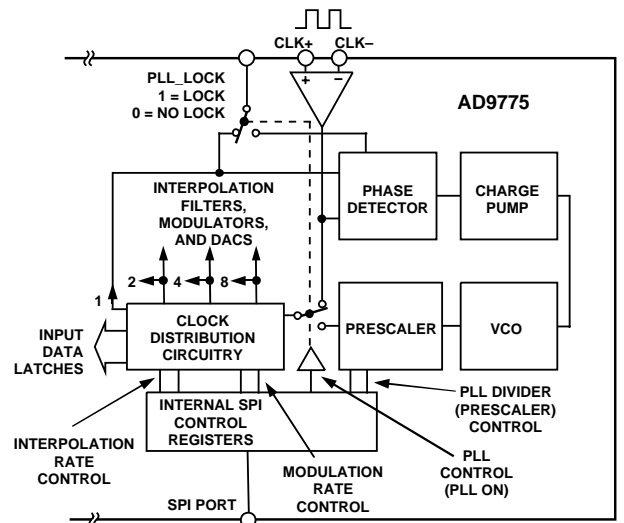 CLK+ CLK–
PLL_LOCK
1 = LOCK
0 = NO LOCK
+ –
AD9775
INTERPOLATION
FILTERS,
MODULATORS,
AND DACS
PHASE
DETECTOR
CHARGE
PUMP
2 4 8
1
INPUT
DATA
LATCHES
CLOCK
DISTRIBUTION
CIRCUITRY
PRESCALER
VCO
INTERNAL SPI
CONTROL
REGISTERS
PLL DIVIDER
(PRESCALER)
CONTROL
INTERPOLATION
RATE
CONTROL
MODULATION
RATE
CONTROL
PLL
CONTROL
(PLL ON)
SPI PORT